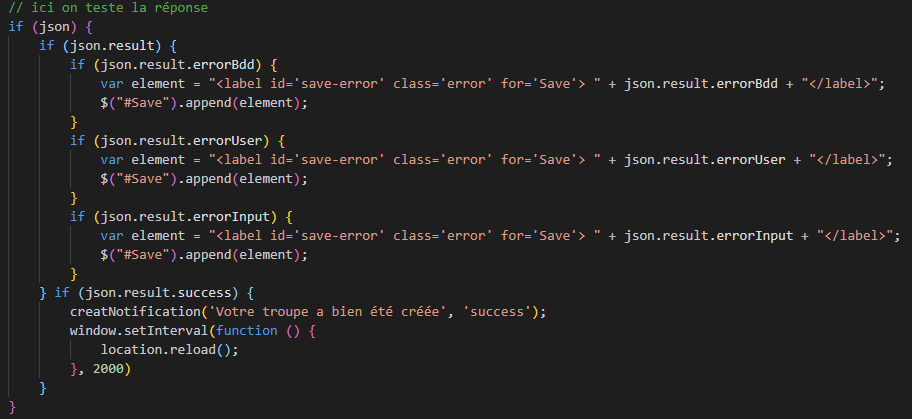 // ici on teste la réponse
if (json) {
if (json.result) {
if (json.result.errorBdd) {
var element = "<label id='save-error' class='error' for='Save'> " + json.result.errorBdd + "</label>";
$("#Save").append(element);
}
if (json.result.errorUser) {
var element = "<label id='save-error' class='error' for='Save'> " + json.result.errorUser + "</label>";
$("#Save").append(element);
}
if (json.result.errorInput) {
var element = "<label id='save-error' class='error' for='Save'> " + json.result.errorInput + "</label>";
$("#Save").append(element);
}
} if (json.result.success) {
creatNotification('Votre troupe a bien été créée', 'success');
window.setInterval(function () {
location.reload();
}, 2000)
}
}